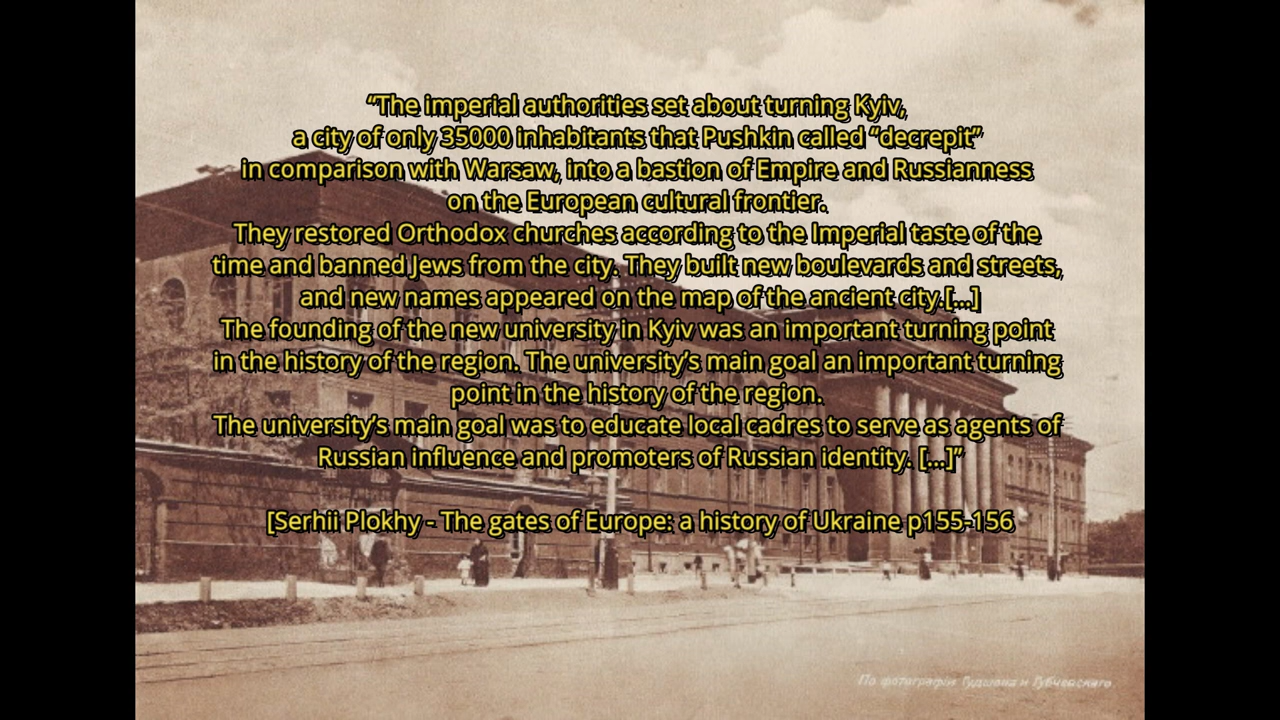 “The imperial authorities set about turning Kyiv,
a city of only 35000 inhabitants that Pushkin called “decrepit”
in comparison with Warsaw, into a bastion of Empire and Russianness
on the European cultural frontier.
They restored Orthodox churches according to the Imperial taste of the
time and banned Jews from the city. They built new boulevards and streets,
and new names appeared on the map of the ancient city.[...]
The founding of the new university in Kyiv was an important turning point
in the history of the region. The university’s main goal an important turning
point in the history of the region.
The university’s main goal was to educate local cadres to serve as agents of
Russian influence and promoters of Russian identity. [...]”
[Serhii Plokhy - The gates of Europe: a history of Ukraine p155-156
По фотографіи Гудшона и Губчевскаго.